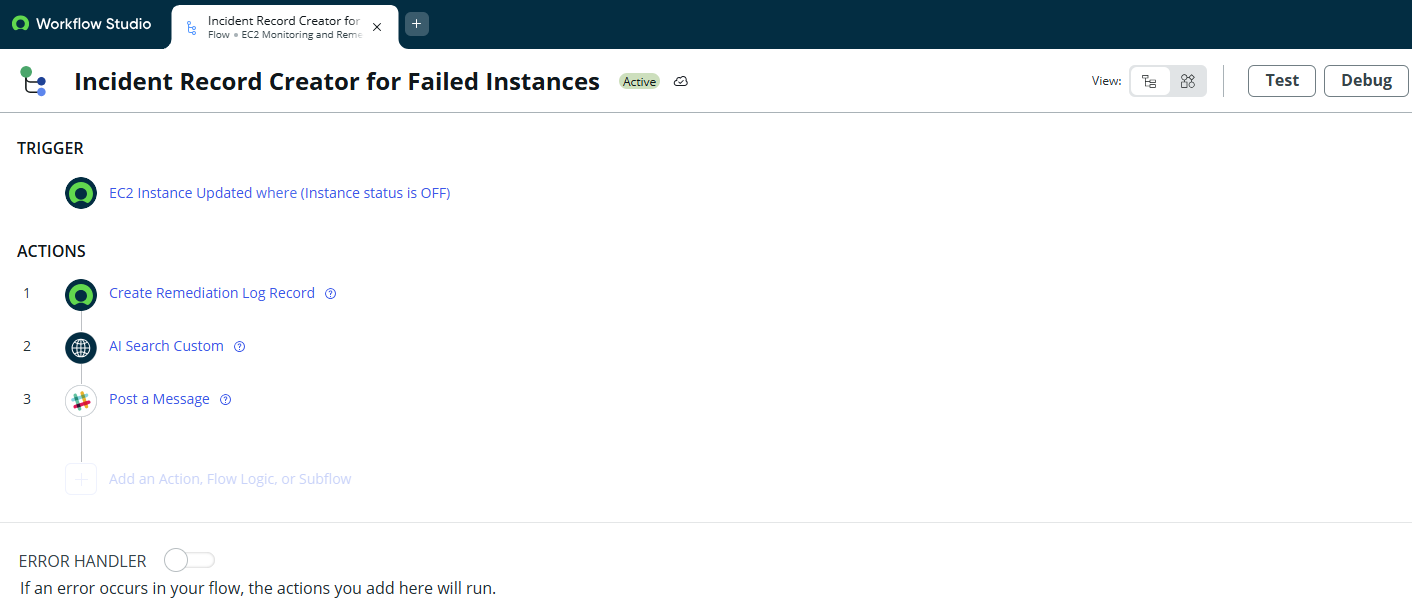 Workflow Studio
Incident Record Creator for
Flow • EC2 Monitoring and Reme
Incident Record Creator for Failed Instances
Active
View:
Test
Debug
TRIGGER
EC2 Instance Updated where (Instance status is OFF)
ACTIONS
1
Create Remediation Log Record
2
AI Search Custom
3
Post a Message
Add an Action, Flow Logic, or Subflow
ERROR HANDLER
If an error occurs in your flow, the actions you add here will run.